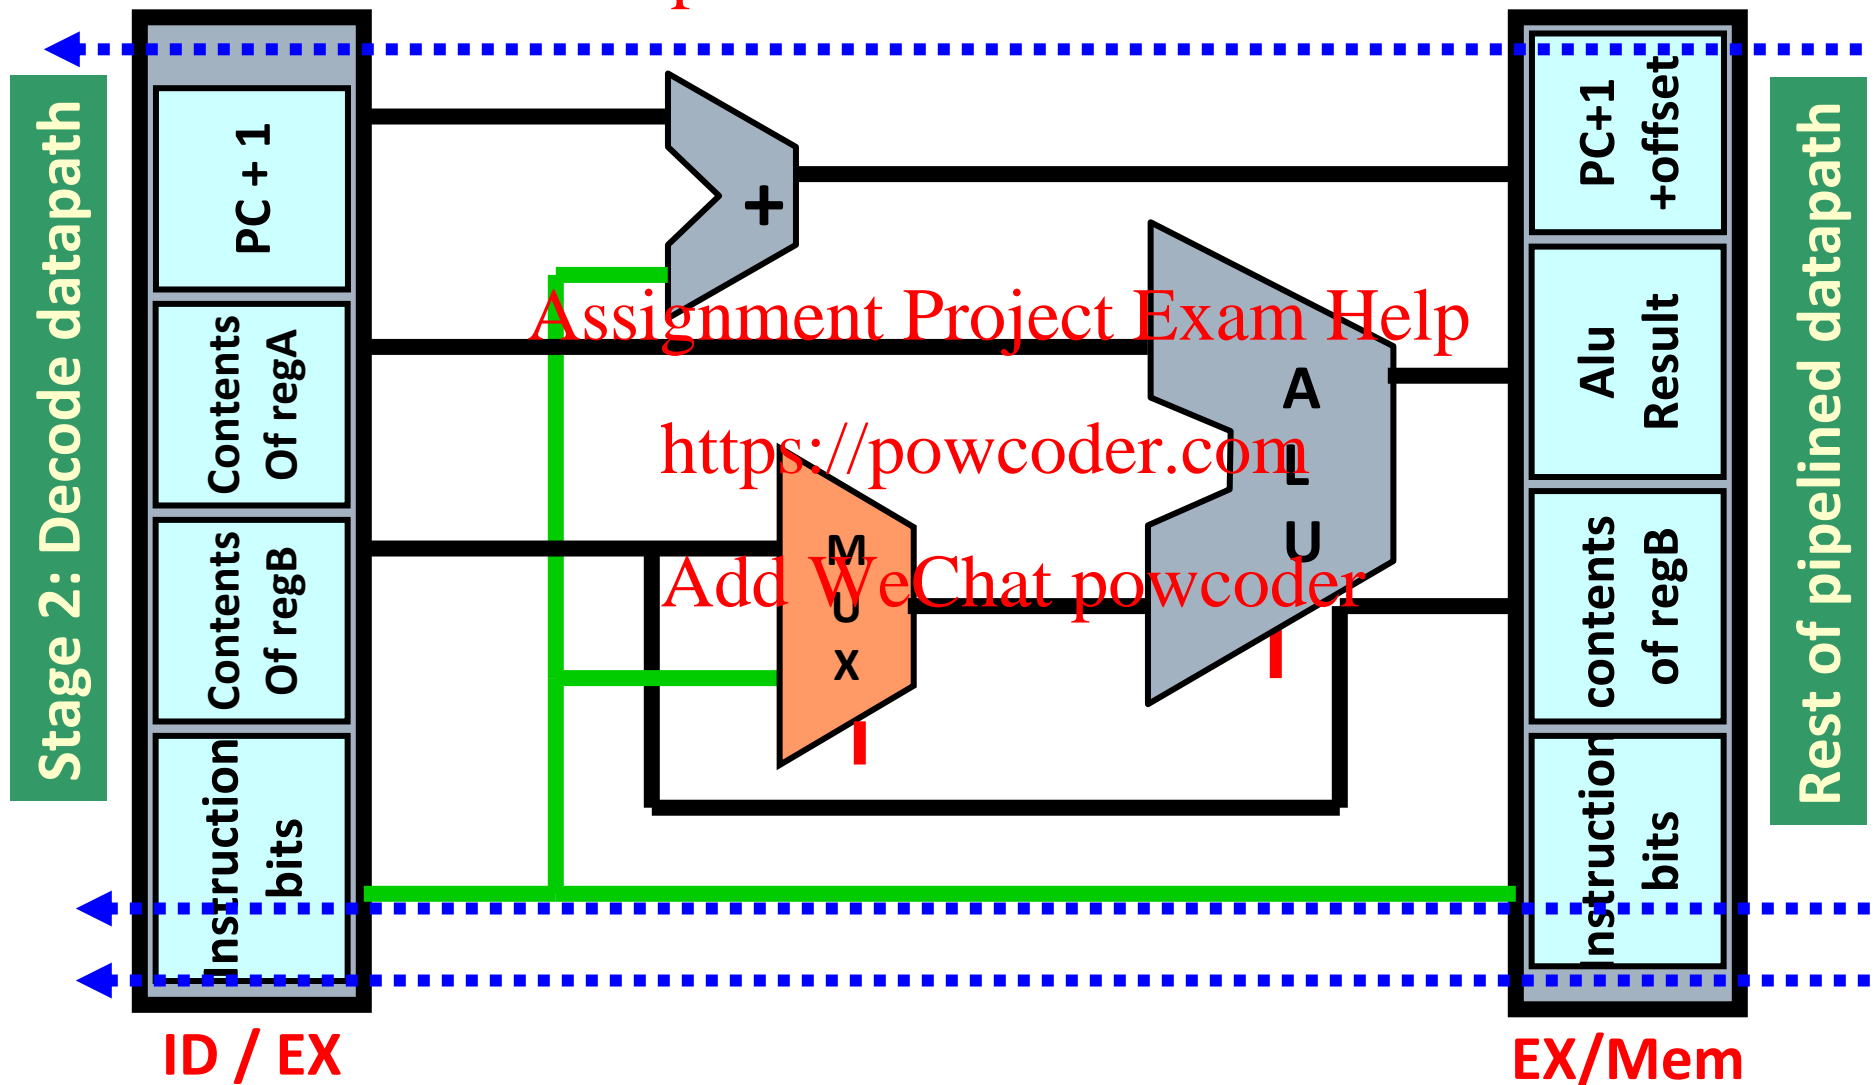 Stage 2: Decode datapath
PC + 1
Contents
Of regA
Contents
Of regB
Instruction
bits
ID / EX
+
Assignment Project Exam Help
https://powcoder.com
Add WeChat powcoder
M
U
X
A
L
U
PC+1
+offset
Alu
Result
contents
of regB
Instruction
bits
EX/Mem
Rest of pipelined datapath